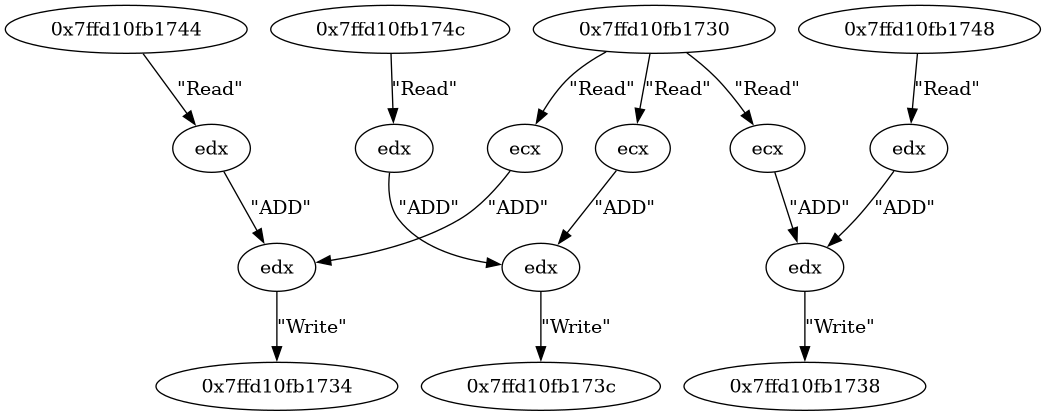 0x7ffd10fb1744 0x7ffd10fb174c 0x7ffd10fb1730 0x7ffd10fb1748
"Read" "Read" "Read" "Read" "Read" "Read"
edx edx ecx ecx ecx edx
"ADD" "ADD" "ADD" "ADD" "ADD" "ADD"
edx edx edx
"Write" "Write" "Write"
0x7ffd10fb1734 0x7ffd10fb173c 0x7ffd10fb1738